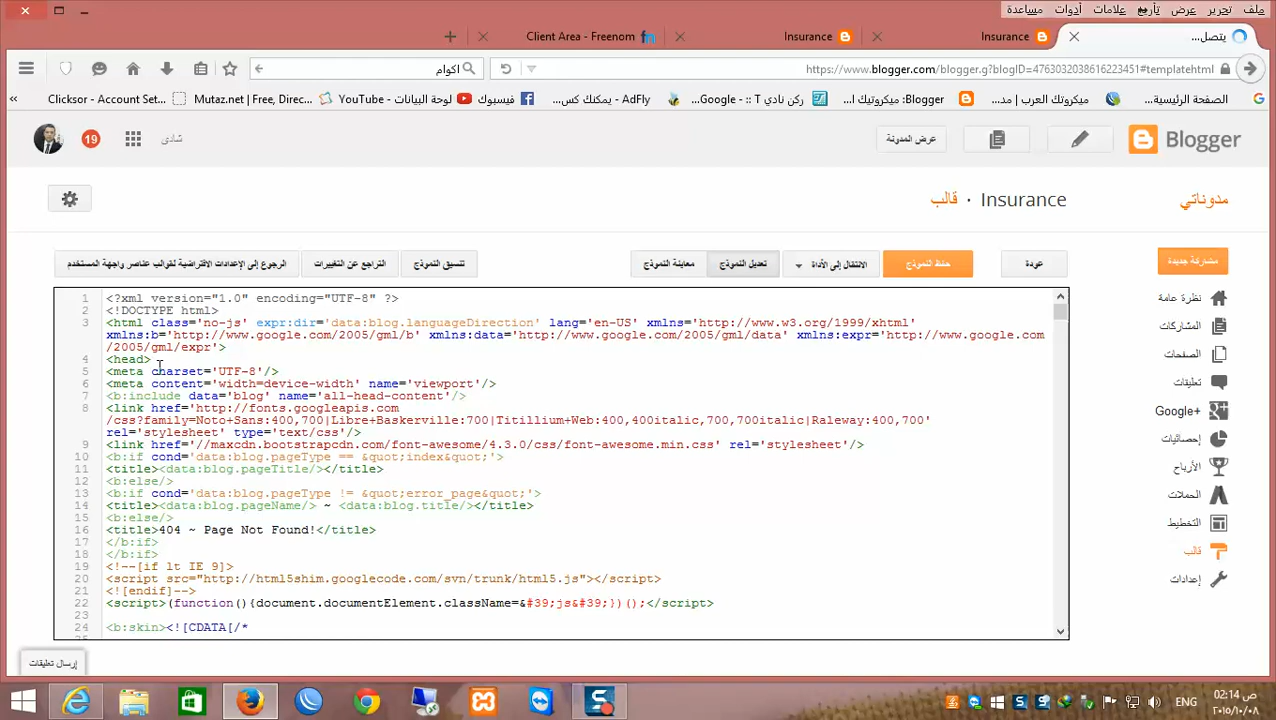 ملف تحرير عرض تأريخ علامات أدوات مساعدة
يتصل...
Insurance
Insurance
Client Area - Freenom
https://www.blogger.com/blogger.g?blogID=4763032038616223451#templatehtml
اكوام
الصفحة الرئيسية...
ميكروتك العرب | مد...
Blogger: ميكروتيك ا...
ركن نادي Google :: T -...
AdFly - يمكنك كس...
فيسبوك
لوحة البيانات - YouTube
Mutaz.net | Free, Direc...
Clicksor - Account Set...
Blogger
عرض المدونة
شادى
19
مدوناتي
Insurance · قالب
مشاركة جديدة
عودة
حفظ النموذج
الانتقال إلى الأداة
تعديل النموذج
معاينة النموذج
تنسيق النموذج
التراجع عن التغييرات
الرجوع إلى الإعدادات الافتراضية لقوالب عناصر واجهة المستخدم
نظرة عامة
المشاركات
الصفحات
تعليقات
Google+
إحصائيات
الأرباح
الحملات
التخطيط
قالب
إعدادات
1 <?xml version="1.0" encoding="UTF-8" ?>
2 <!DOCTYPE html>
3 <html class='no-js' expr:dir='data:blog.languageDirection' lang='en-US' xmlns='http://www.w3.org/1999/xhtml'
xmlns:b='http://www.google.com/2005/gml/b' xmlns:data='http://www.google.com/2005/gml/data' xmlns:expr='http://www.google.com
/2005/gml/expr'>
4 <head>
5 <meta charset='UTF-8'/>
6 <meta content='width=device-width' name='viewport'/>
7 <b:include data='blog' name='all-head-content'/>
8 <link href='http://fonts.googleapis.com
/css?family=Noto+Sans:400,700|Libre+Baskerville:700|Titillium+Web:400,400italic,700,700italic|Raleway:400,700'
rel='stylesheet' type='text/css'/>
9 <link href='//maxcdn.bootstrapcdn.com/font-awesome/4.3.0/css/font-awesome.min.css' rel='stylesheet'/>
10 <b:if cond='data:blog.pageType == &quot;index&quot;'>
11 <title><data:blog.pageTitle/></title>
12 <b:else/>
13 <b:if cond='data:blog.pageType != &quot;error_page&quot;'>
14 <title><data:blog.pageName/> ~ <data:blog.title/></title>
15 <b:else/>
16 <title>404 ~ Page Not Found!</title>
17 </b:if>
18 </b:if>
19 <!--[if lt IE 9]>
20 <script src="http://html5shim.googlecode.com/svn/trunk/html5.js"></script>
21 <![endif]-->
22 <script>(function(){document.documentElement.className=&#39;js&#39;})();</script>
23
24 <b:skin><![CDATA[/*
إرسال تعليقات
ENG
02:14 ص
٢٠١٥/١٠/٠٨